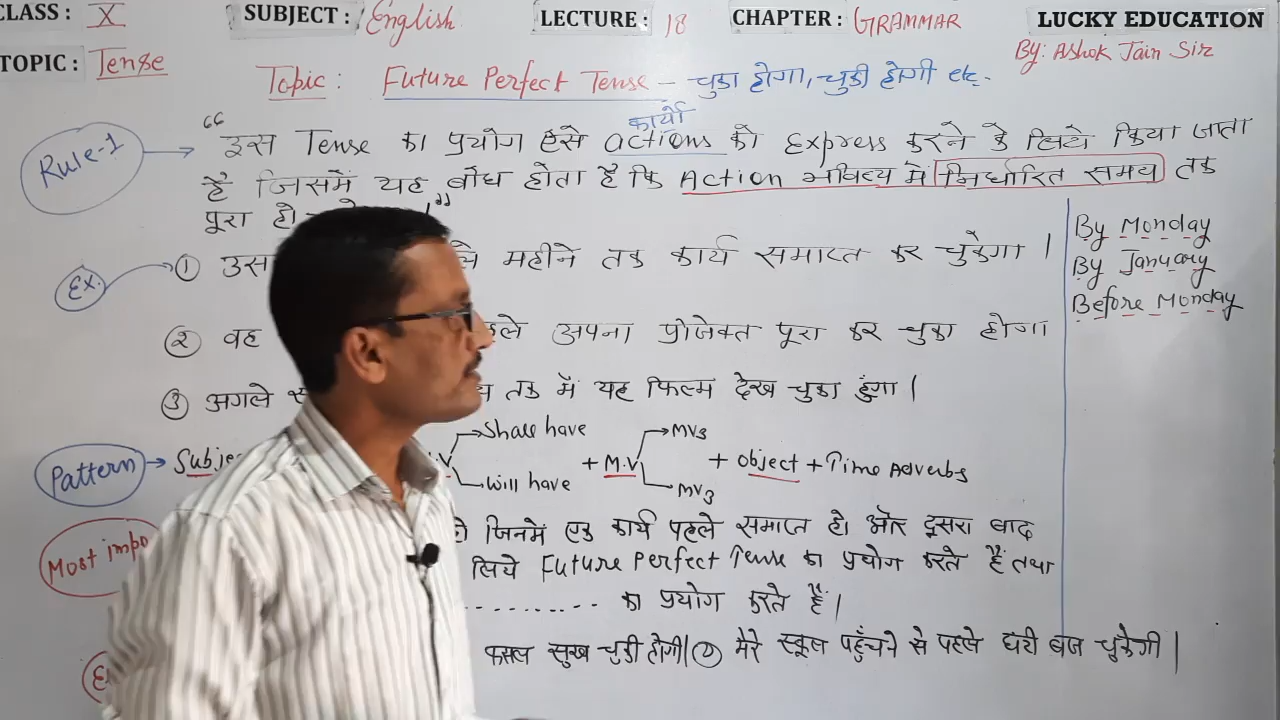 CLASS : X SUBJECT : English LECTURE : 18 CHAPTER : GRAMMAR LUCKY EDUCATION
TOPIC : Tense By: Ashok Jain Sir
Topic : Future Perfect Tense – चुका होगा, चुकी होगी etc.
कार्यों
Rule-1 → “ इस Tense का प्रयोग ऐसे actions को Express करने के लिये किया जाता
है जिसमें यह बोध होता है कि Action भविष्य में निर्धारित समय तक
पूरा हो ”
By Monday
By January
Before Monday
Ex. → ① महीने तक कार्य समाप्त कर चुकेगा |
② वह अपना प्रोजेक्ट पूरा कर चुका होगा
③ अगले तक में यह फिल्म देख चुका हुंगा |
Shall have → MV3
Pattern → + M.V + Object + Time Adverbs
will have → MV3
Most जिनमें एक कार्य पहले समाप्त हो और दूसरा बाद
लिये Future Perfect Tense का प्रयोग करते हैं तथा
........... का प्रयोग करते हैं |
फसल सुख चुकी होगी| ② मेरे स्कूल पहुँचने से पहले घंटी बज चुकेगी |